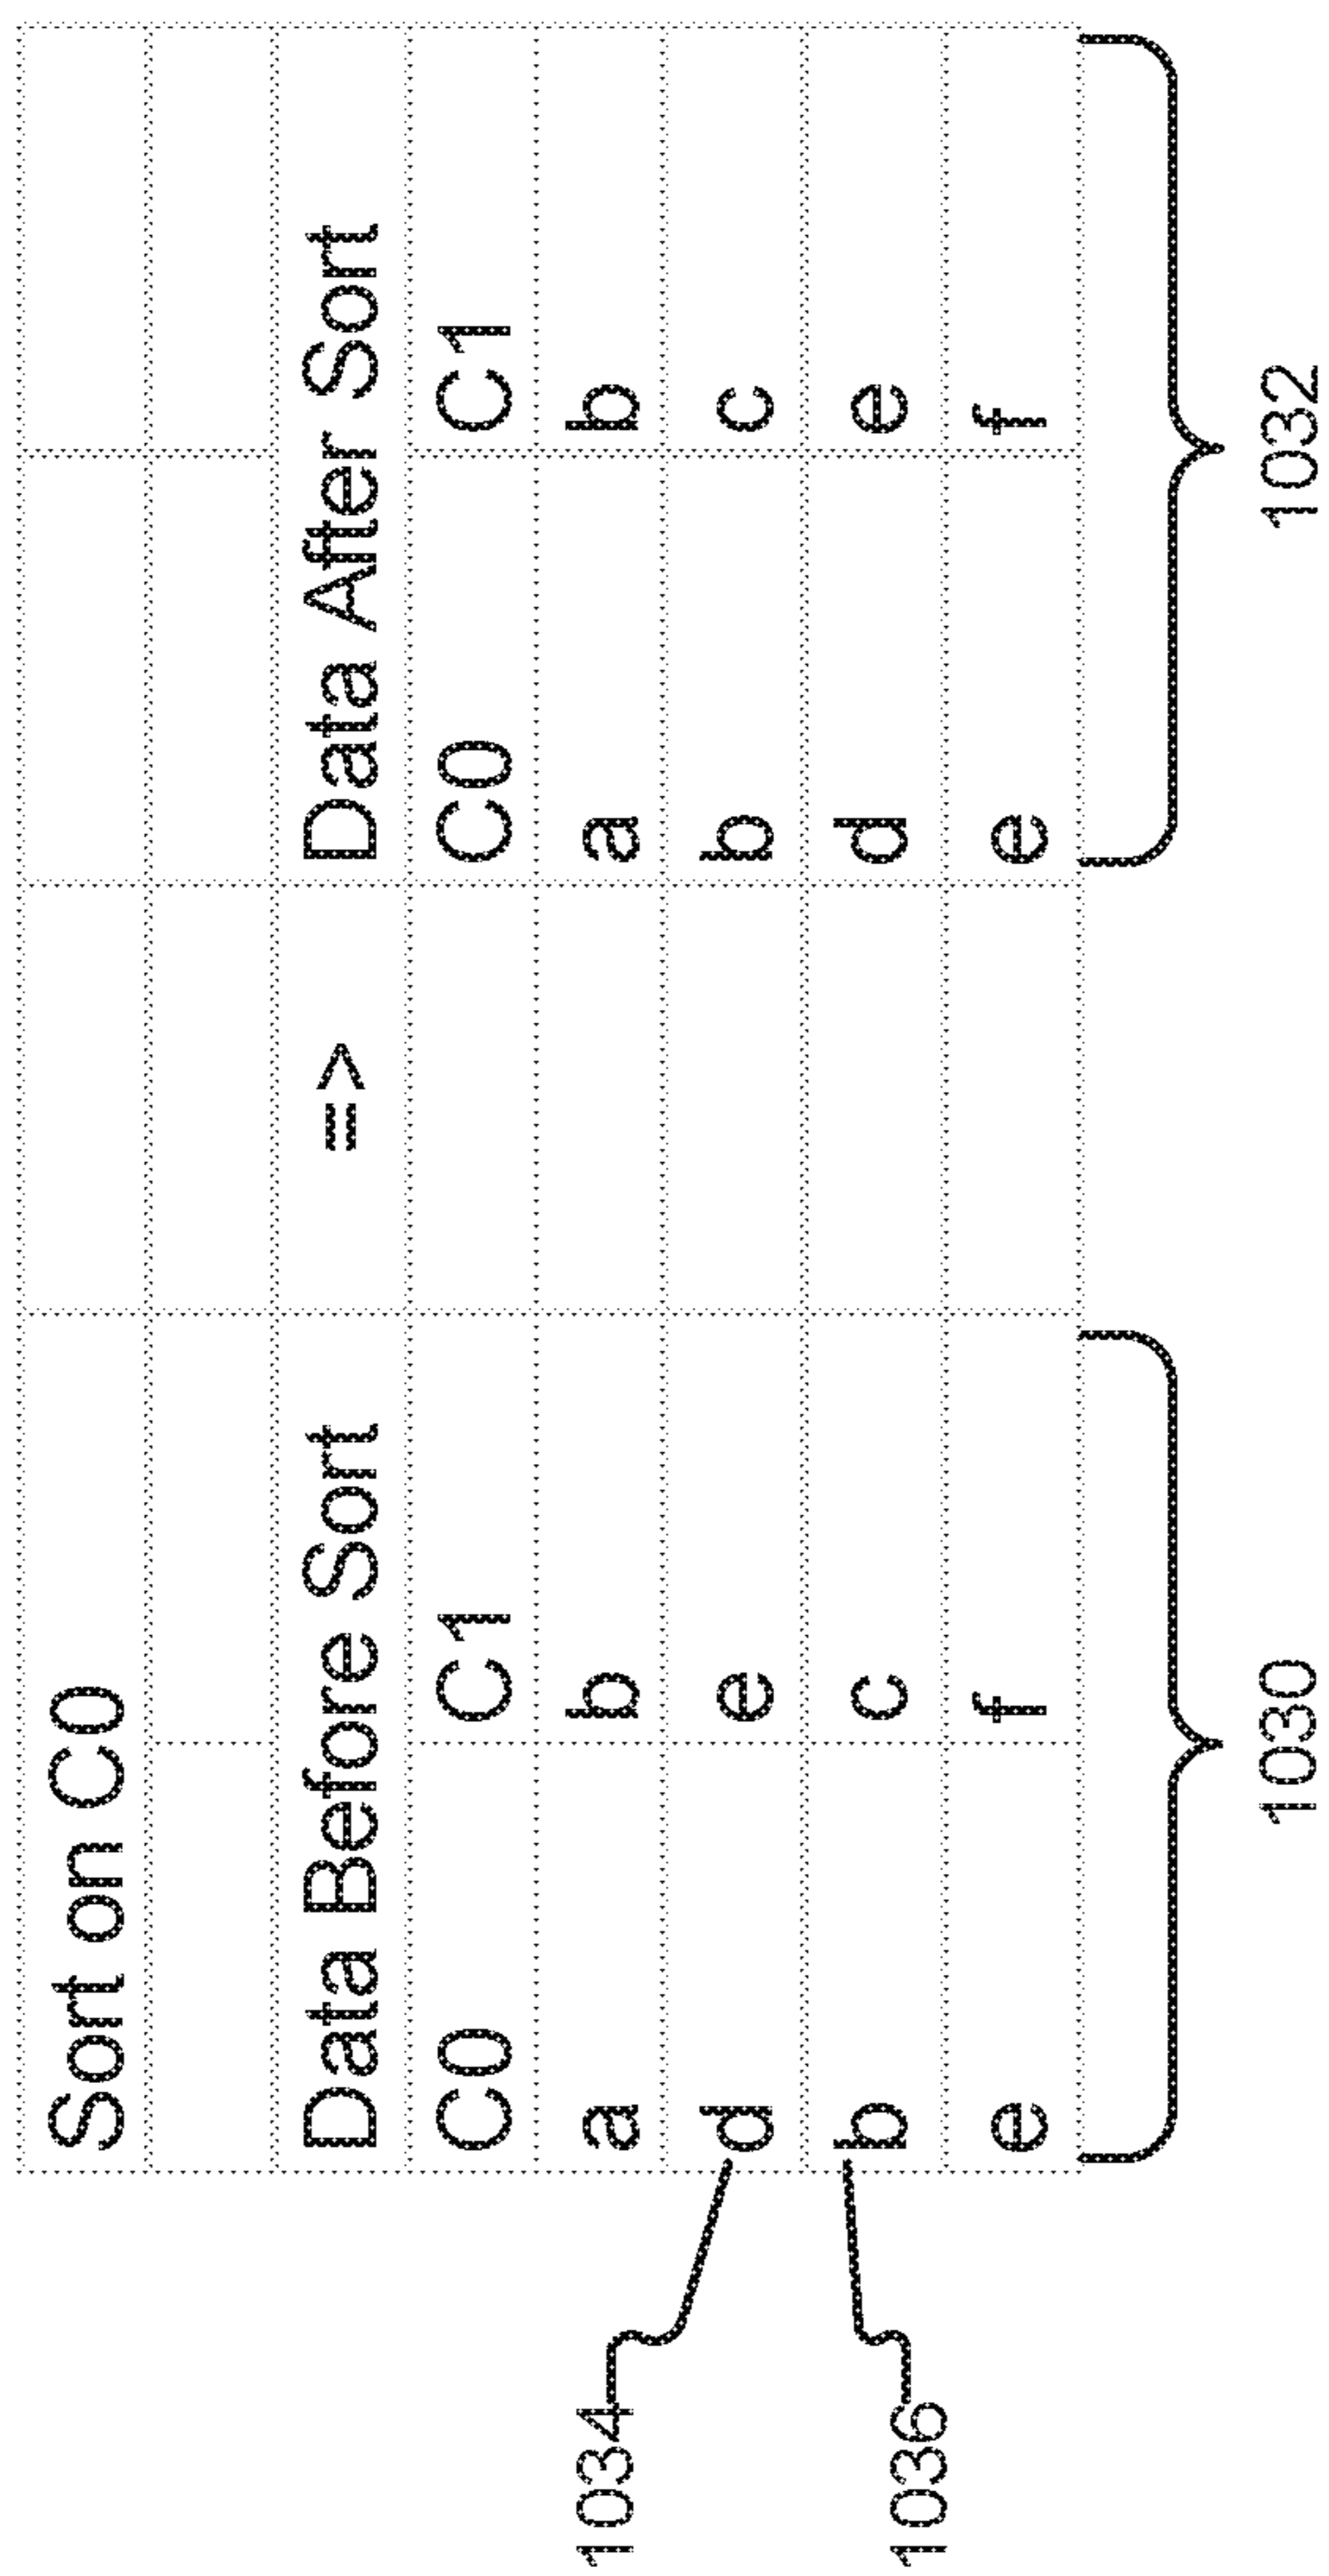 Sort on C0
Data Before Sort => Data After Sort
C0 C1 C0 C1
a b a b
1034 d e b c
1036 b c d e
e f e f
1030 1032